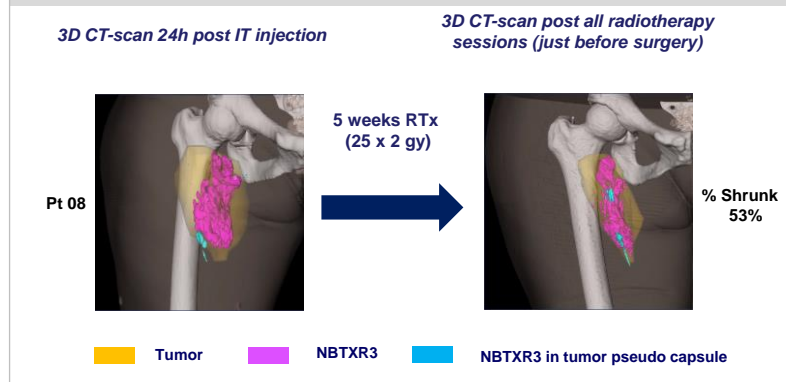 3D CT-scan 24h post IT injection
3D CT-scan post all radiotherapy
sessions (just before surgery)
5 weeks RTx
(25 x 2 gy)
Pt 08
% Shrunk
53%
Tumor
NBTXR3
NBTXR3 in tumor pseudo capsule